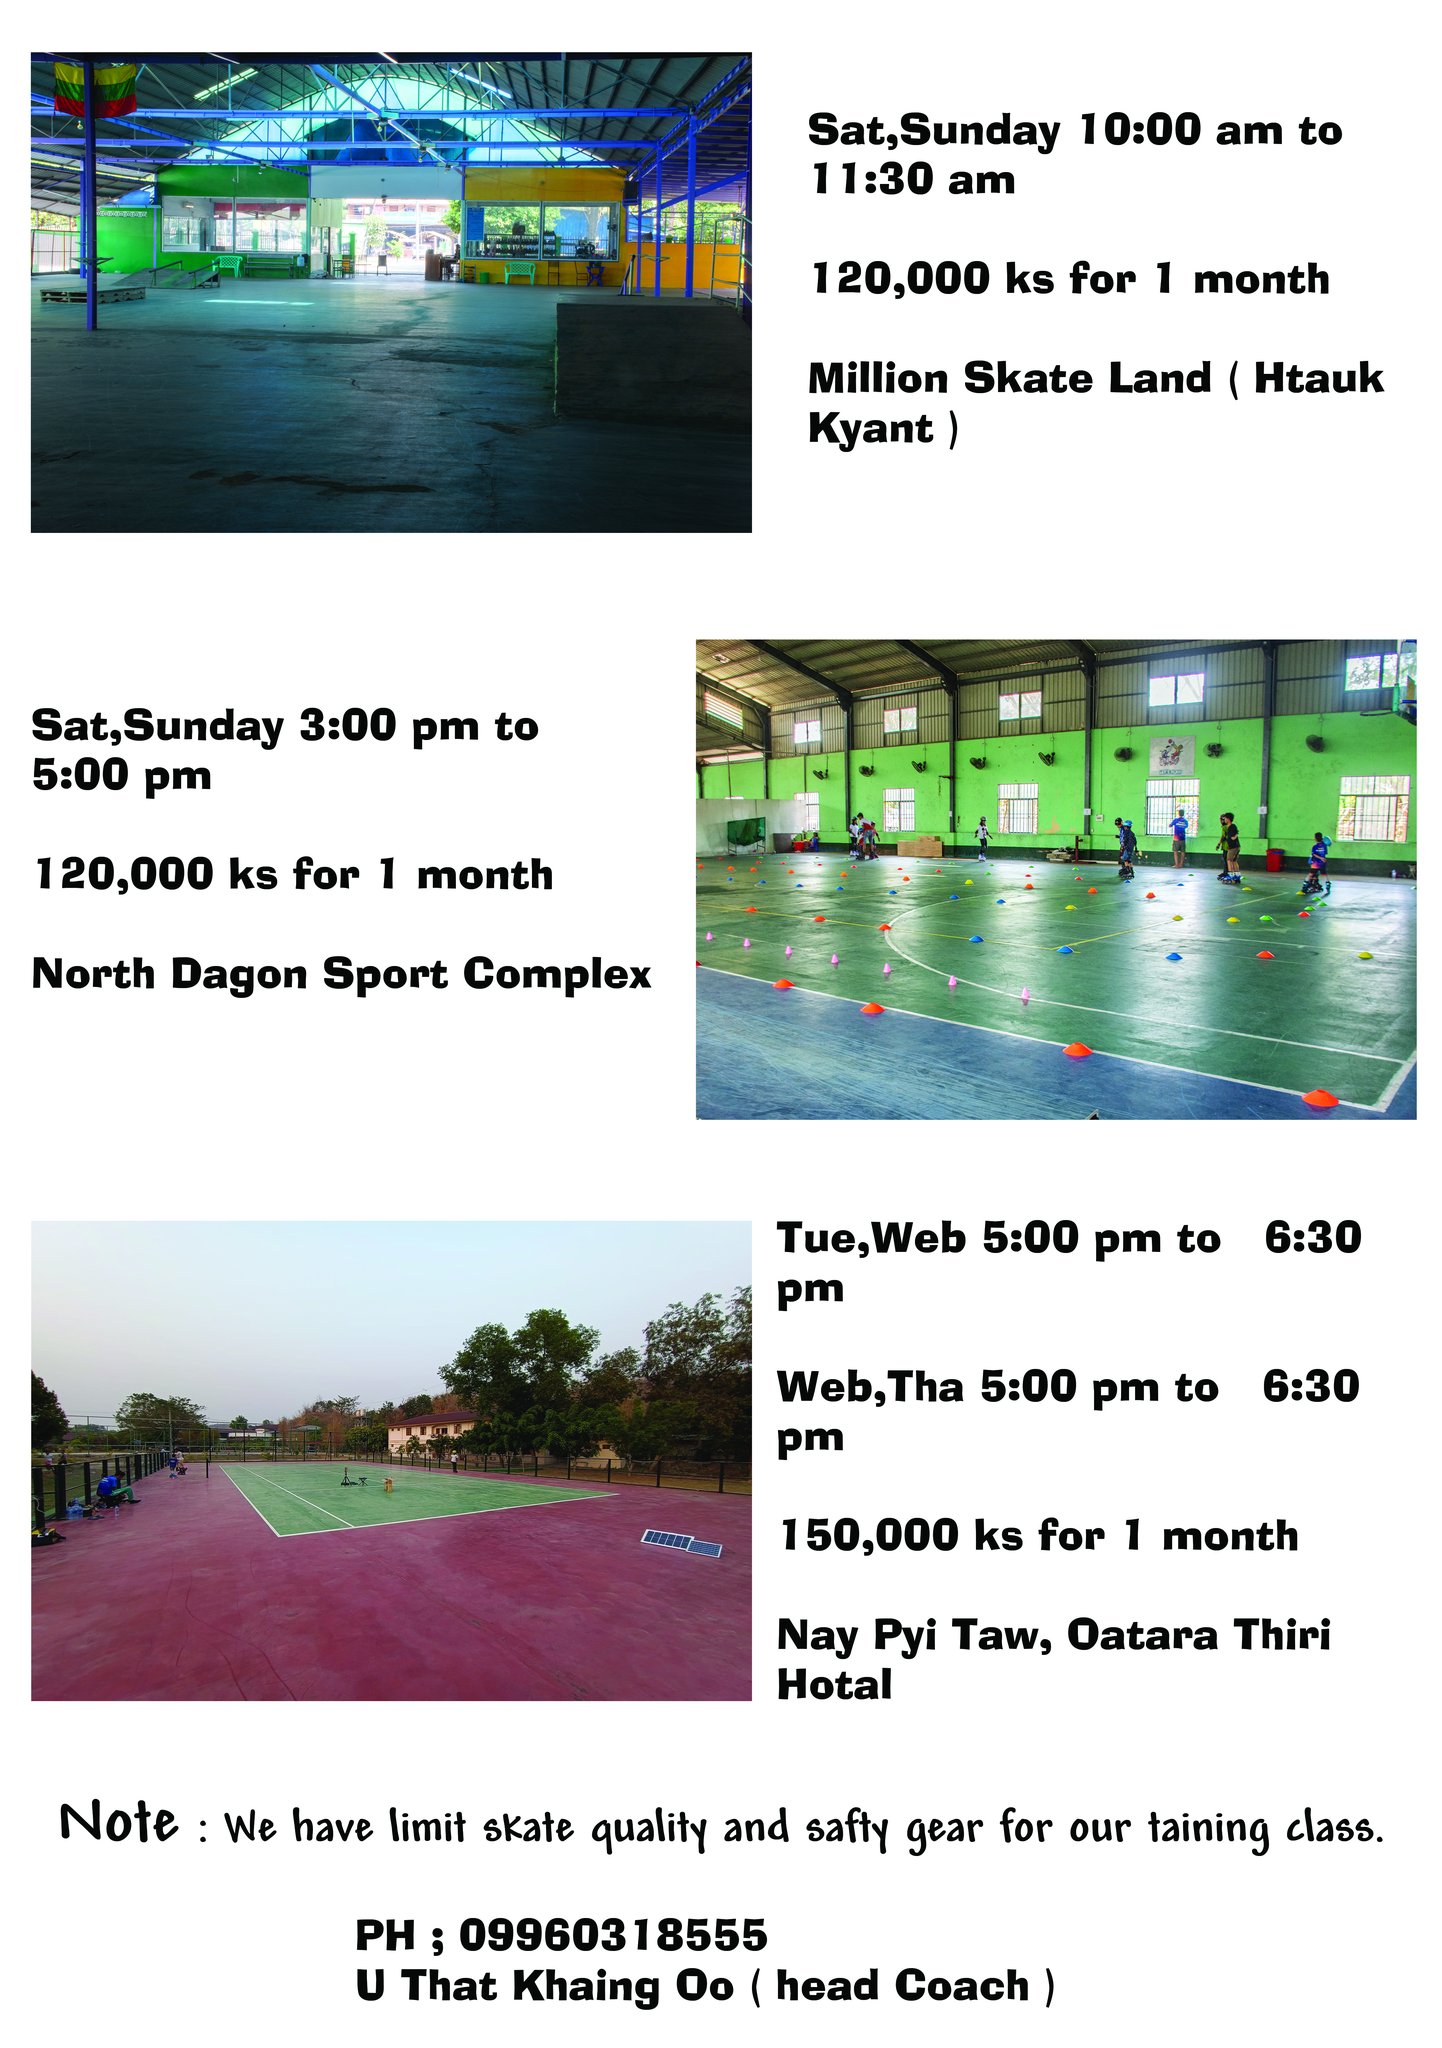 Sat,Sunday 10:00 am to
11:30 am
120,000 ks for 1 month
Million Skate Land ( Htauk
Kyant )
Sat,Sunday 3:00 pm to
5:00 pm
120,000 ks for 1 month
North Dagon Sport Complex
Tue,Web 5:00 pm to 6:30
pm
Web,Tha 5:00 pm to 6:30
pm
150,000 ks for 1 month
Nay Pyi Taw, Oatara Thiri
Hotal
Note : We have limit skate quality and safty gear for our taining class.
PH ; 09960318555
U That Khaing Oo ( head Coach )